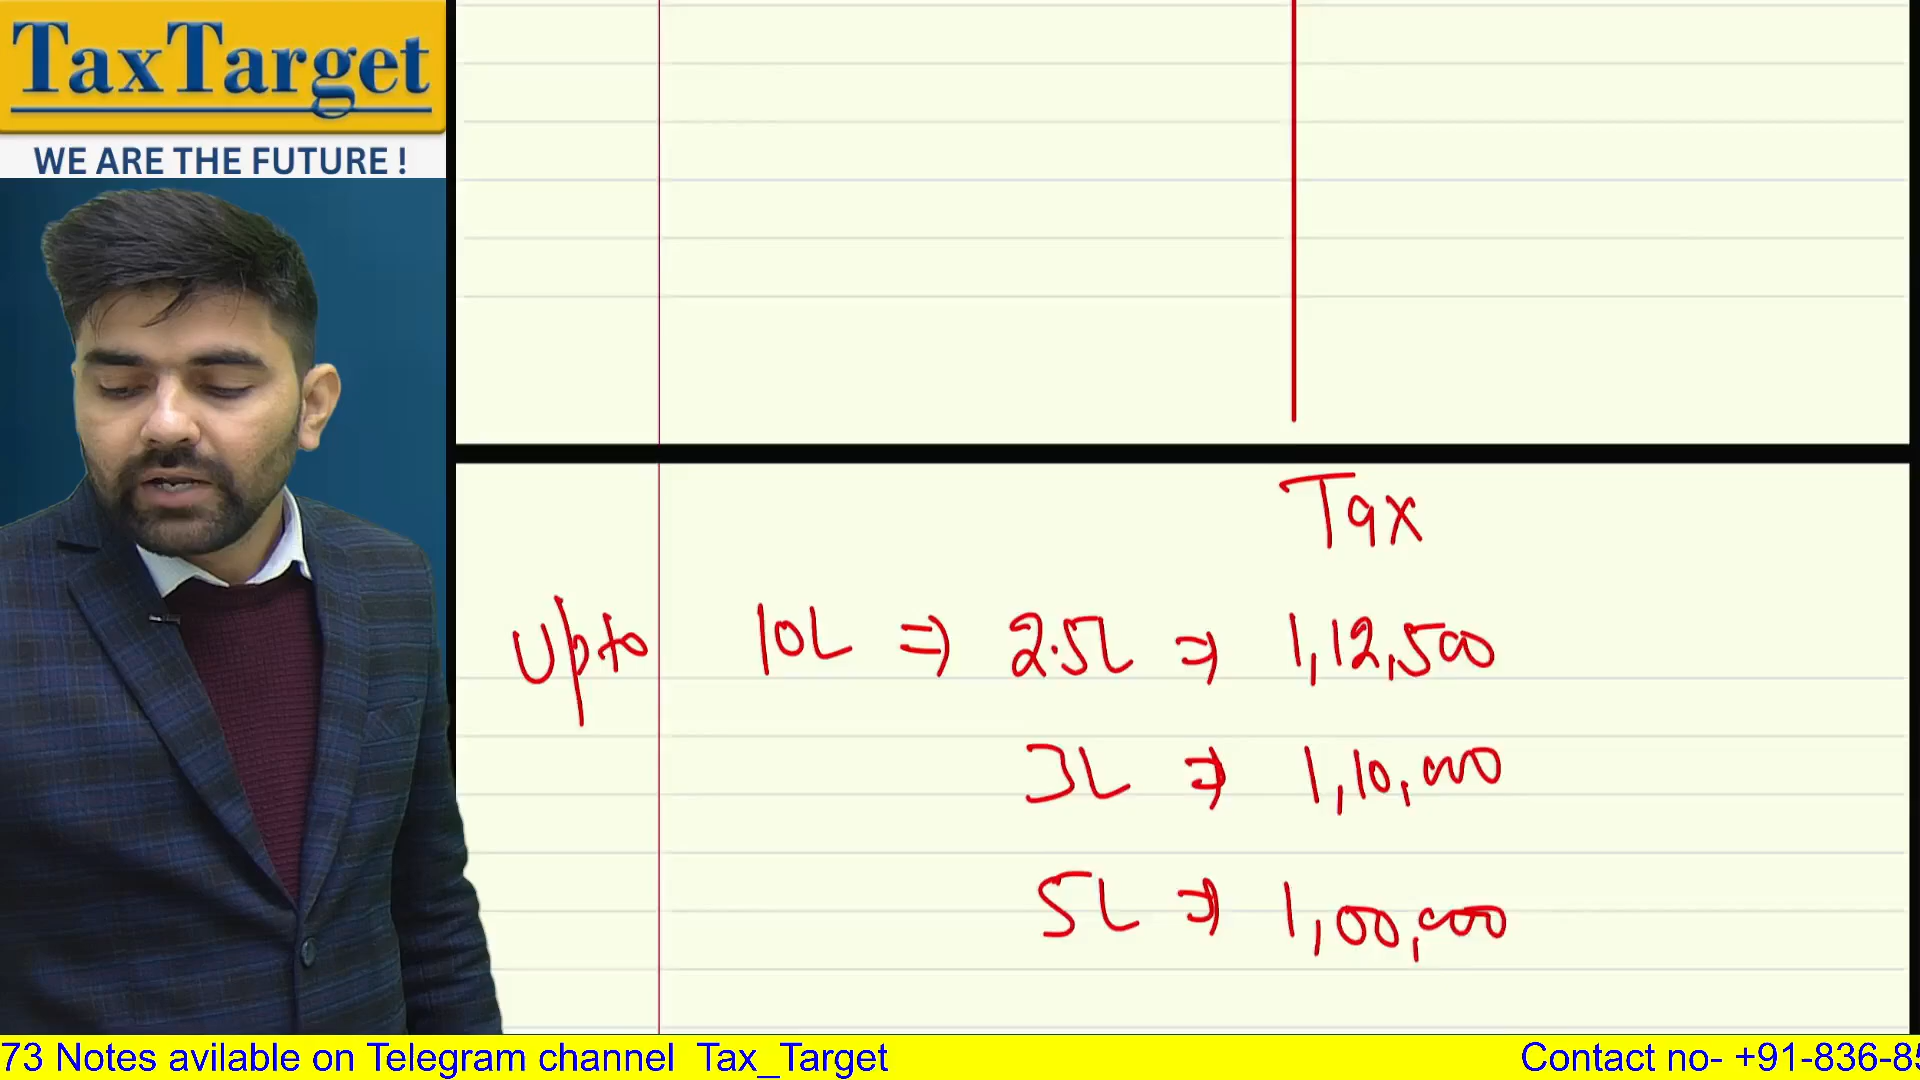 TaxTarget
WE ARE THE FUTURE !
Tax
Upto 10L ⇒ 2.5L ⇒ 1,12,500
3L ⇒ 1,10,000
5L ⇒ 1,00,000
73 Notes avilable on Telegram channel Tax_Target Contact no- +91-836-85